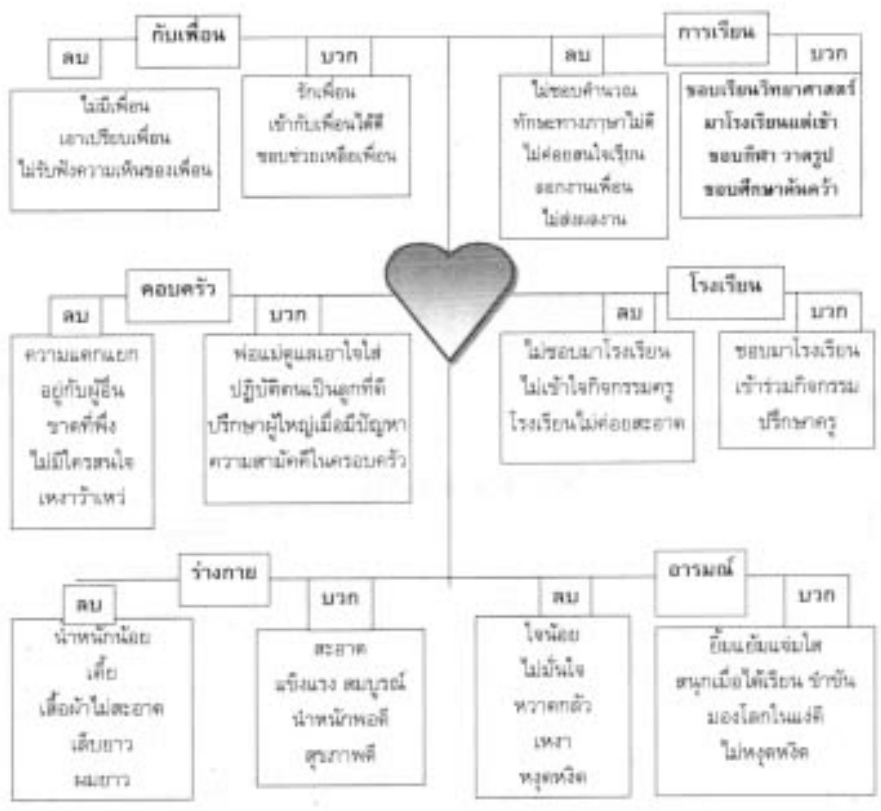 กับเพื่อน
ลบ
ไม่มีเพื่อน
เอาเปรียบเพื่อน
ไม่รับฟังความเห็นของเพื่อน
บวก
รักเพื่อน
เข้ากับเพื่อนได้ดี
ชอบช่วยเหลือเพื่อน
การเรียน
ลบ
ไม่ชอบคำนวณ
ทักษะทางภาษาไม่ดี
ไม่ค่อยสนใจเรียน
ลอกงานเพื่อน
ไม่ส่งผลงาน
บวก
ชอบเรียนวิทยาศาสตร์
มาโรงเรียนแต่เช้า
ชอบกีฬา วาดรูป
ชอบศึกษาค้นคว้า
คอบครัว
ลบ
ความแตกแยก
อยู่กับผู้อื่น
ขาดที่พึ่ง
ไม่มีใครสนใจ
เหงาว้าเหว่
บวก
พ่อแม่ดูแลเอาใจใส่
ปฏิบัติตนเป็นลูกที่ดี
ปรึกษาผู้ใหญ่เมื่อมีปัญหา
ความสามัคคีในครอบครัว
โรงเรียน
ลบ
ไม่ชอบมาโรงเรียน
ไม่เข้าใจกิจกรรมครู
โรงเรียนไม่ค่อยสะอาด
บวก
ชอบมาโรงเรียน
เข้าร่วมกิจกรรม
ปรึกษาครู
ร่างกาย
ลบ
น้ำหนักน้อย
เตี้ย
เสื้อผ้าไม่สะอาด
เล็บยาว
ผมยาว
บวก
สะอาด
แข็งแรง สมบูรณ์
น้ำหนักพอดี
สุขภาพดี
อารมณ์
ลบ
ใจน้อย
ไม่มั่นใจ
หวาดกลัว
เหงา
หงุดหงิด
บวก
ยิ้มแย้มแจ่มใส
สนุกเมื่อได้เรียน ขำขัน
มองโลกในแง่ดี
ไม่หงุดหงิด